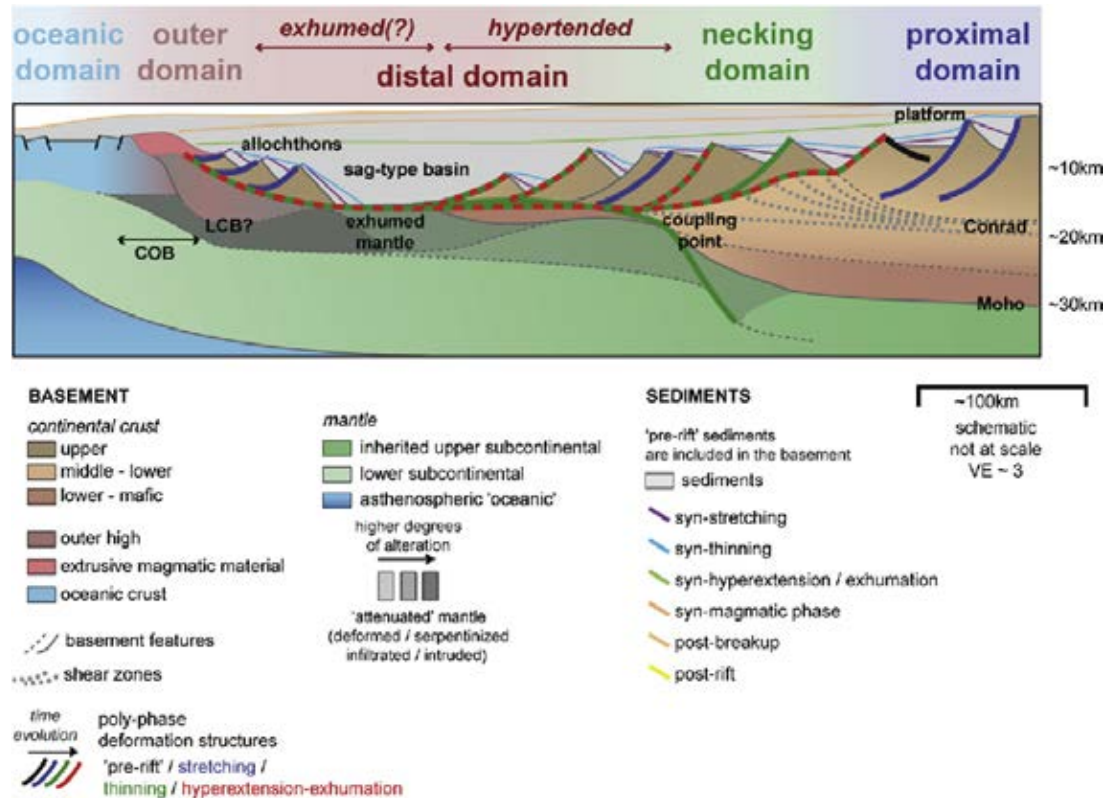 oceanic domain
outer domain
exhumed(?)
hypertended
distal domain
necking domain
proximal domain
platform
allochthons
sag-type basin
~10km
LCB?
exhumed mantle
coupling point
Conrad
COB
~20km
Moho
~30km
BASEMENT
continental crust
upper
middle - lower
lower - mafic
outer high
extrusive magmatic material
oceanic crust
basement features
shear zones
time evolution
poly-phase
deformation structures
'pre-rift' / stretching /
thinning / hyperextension-exhumation
mantle
inherited upper subcontinental
lower subcontinental
asthenospheric 'oceanic'
higher degrees
of alteration
'attenuated' mantle
(deformed / serpentinized
infiltrated / intruded)
SEDIMENTS
'pre-rift' sediments
are included in the basement
sediments
syn-stretching
syn-thinning
syn-hyperextension / exhumation
syn-magmatic phase
post-breakup
post-rift
~100km
schematic
not at scale
VE ~ 3